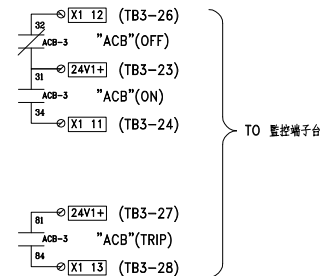 32 X1 12 (TB3-26)
ACB-3 "ACB"(OFF)
31 24V1+ (TB3-23)
ACB-3 "ACB"(ON)
34 X1 11 (TB3-24)
TO 監控端子台
81 24V1+ (TB3-27)
ACB-3 "ACB"(TRIP)
84 X1 13 (TB3-28)